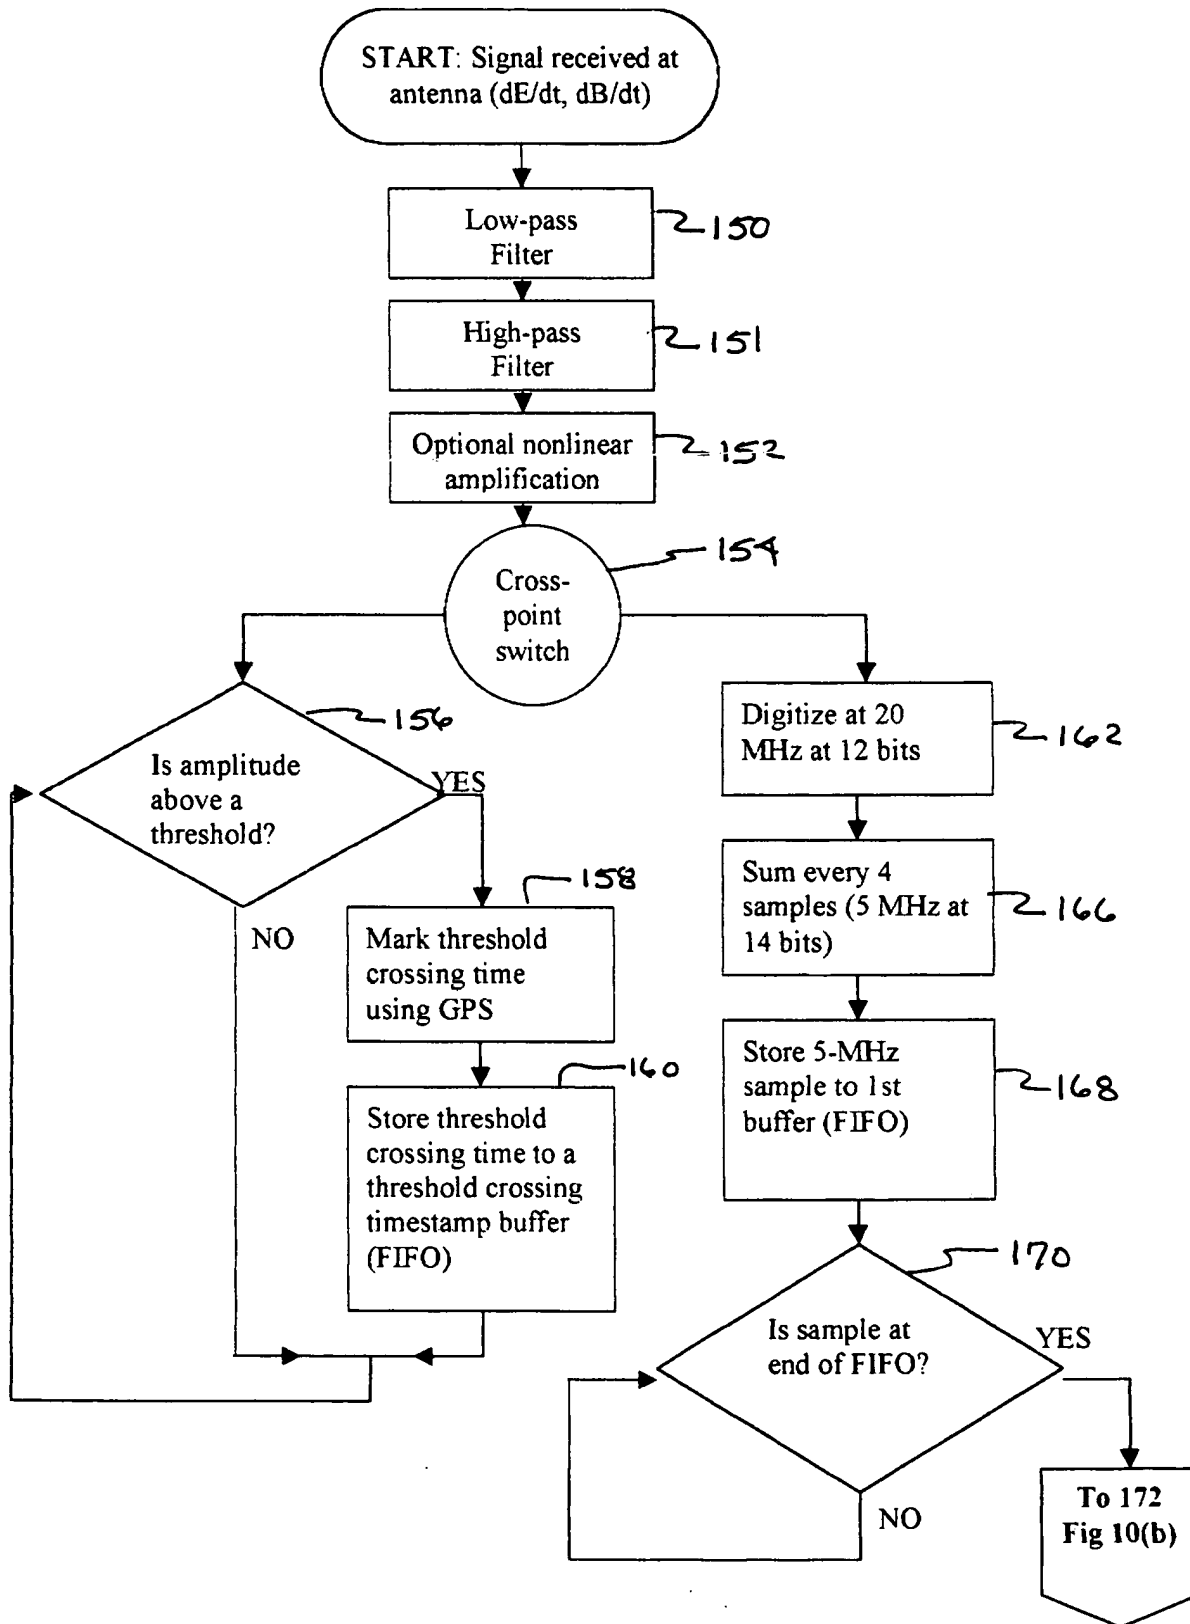 START: Signal received at
antenna (dE/dt, dB/dt)
Low-pass
Filter
150
High-pass
Filter
151
Optional nonlinear
amplification
152
Cross-
point
switch
154
Is amplitude
above a
threshold?
156
YES
NO
Mark threshold
crossing time
using GPS
158
Store threshold
crossing time to a
threshold crossing
timestamp buffer
(FIFO)
160
Digitize at 20
MHz at 12 bits
162
Sum every 4
samples (5 MHz at
14 bits)
166
Store 5-MHz
sample to 1st
buffer (FIFO)
168
Is sample at
end of FIFO?
170
YES
NO
To 172
Fig 10(b)